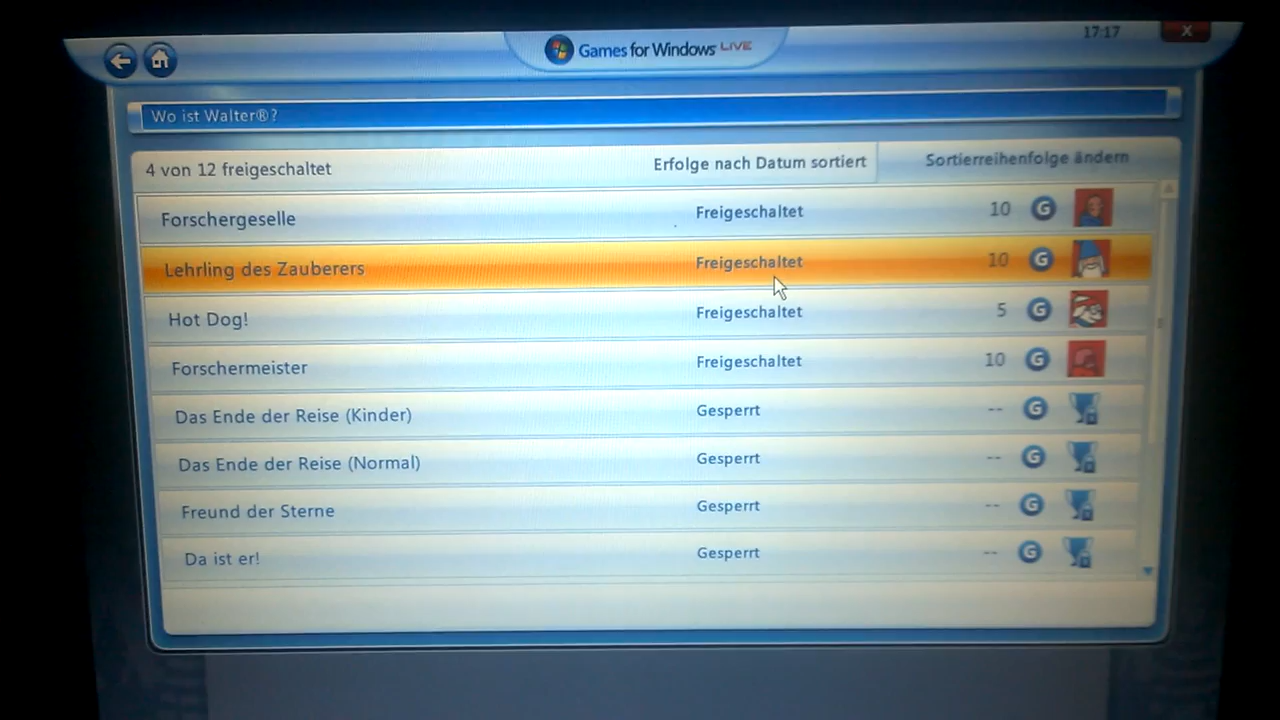 17:17
X
Games for Windows LIVE
Wo ist Walter®?
4 von 12 freigeschaltet Erfolge nach Datum sortiert Sortierreihenfolge ändern
Forschergeselle Freigeschaltet 10 G
Lehrling des Zauberers Freigeschaltet 10 G
Hot Dog! Freigeschaltet 5 G
Forschermeister Freigeschaltet 10 G
Das Ende der Reise (Kinder) Gesperrt -- G
Das Ende der Reise (Normal) Gesperrt -- G
Freund der Sterne Gesperrt -- G
Da ist er! Gesperrt -- G